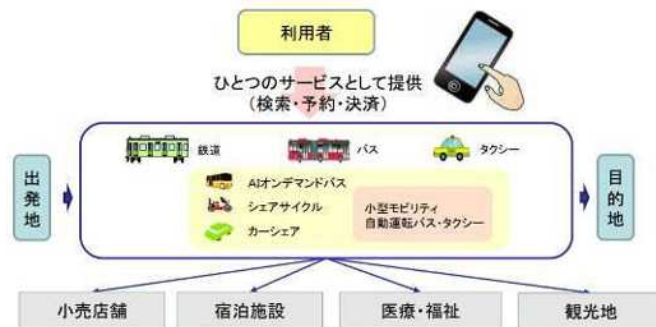 利用者
ひとつのサービスとして提供
(検索・予約・決済)
出発地
鉄道
バス
タクシー
AIオンデマンドバス
シェアサイクル
カーシェア
小型モビリティ
自動運転バス・タクシー
目的地
小売店舗
宿泊施設
医療・福祉
観光地